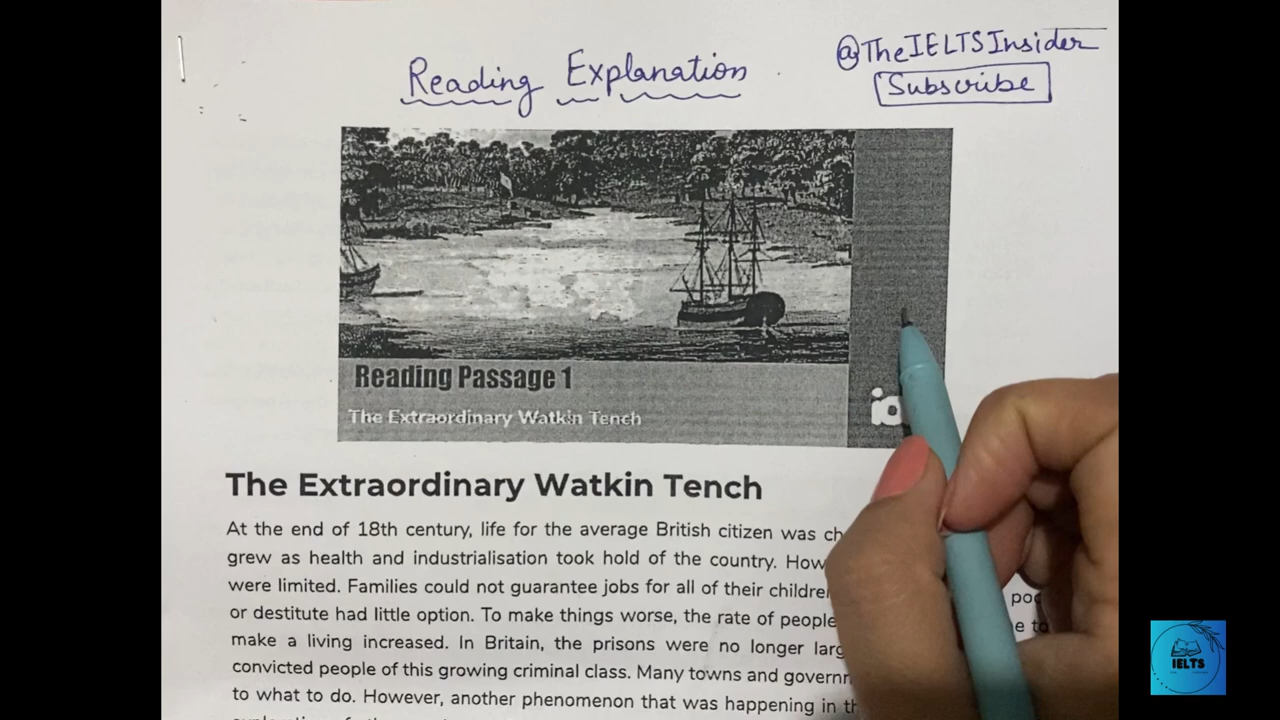 Reading Explanation
@TheIELTSInsider
Subscribe
Reading Passage 1
The Extraordinary Watkin Tench
The Extraordinary Watkin Tench
At the end of 18th century, life for the average British citizen was
grew as health and industrialisation took hold of the country.
were limited. Families could not guarantee jobs for all of their
or destitute had little option. To make things worse, the rate of people
make a living increased. In Britain, the prisons were no longer
convicted people of this growing criminal class. Many towns and
to what to do. However, another phenomenon that was happening in
IELTS